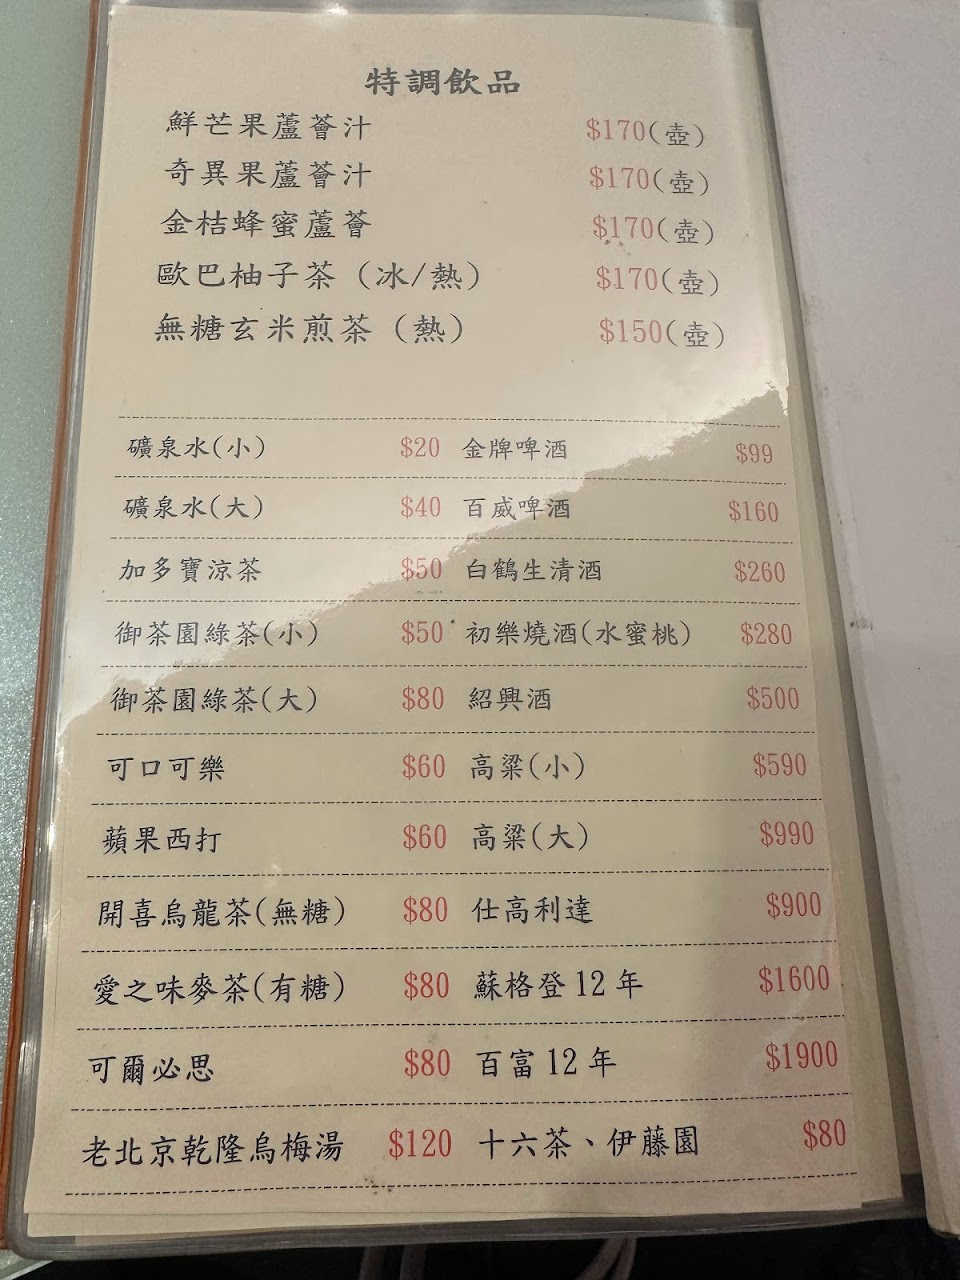 特調飲品
鮮芒果蘆薈汁 $170(壺)
奇異果蘆薈汁 $170(壺)
金桔蜂蜜蘆薈 $170(壺)
歐巴柚子茶 (冰/熱) $170(壺)
無糖玄米煎茶 (熱) $150(壺)
礦泉水(小) $20 金牌啤酒 $99
礦泉水(大) $40 百威啤酒 $160
加多寶涼茶 $50 白鶴生清酒 $260
御茶園綠茶(小) $50 初樂燒酒(水蜜桃) $280
御茶園綠茶(大) $80 紹興酒 $500
可口可樂 $60 高粱(小) $590
蘋果西打 $60 高粱(大) $990
開喜烏龍茶(無糖) $80 仕高利達 $900
愛之味麥茶(有糖) $80 蘇格登12年 $1600
可爾必思 $80 百富12年 $1900
老北京乾隆烏梅湯 $120 十六茶、伊藤園 $80